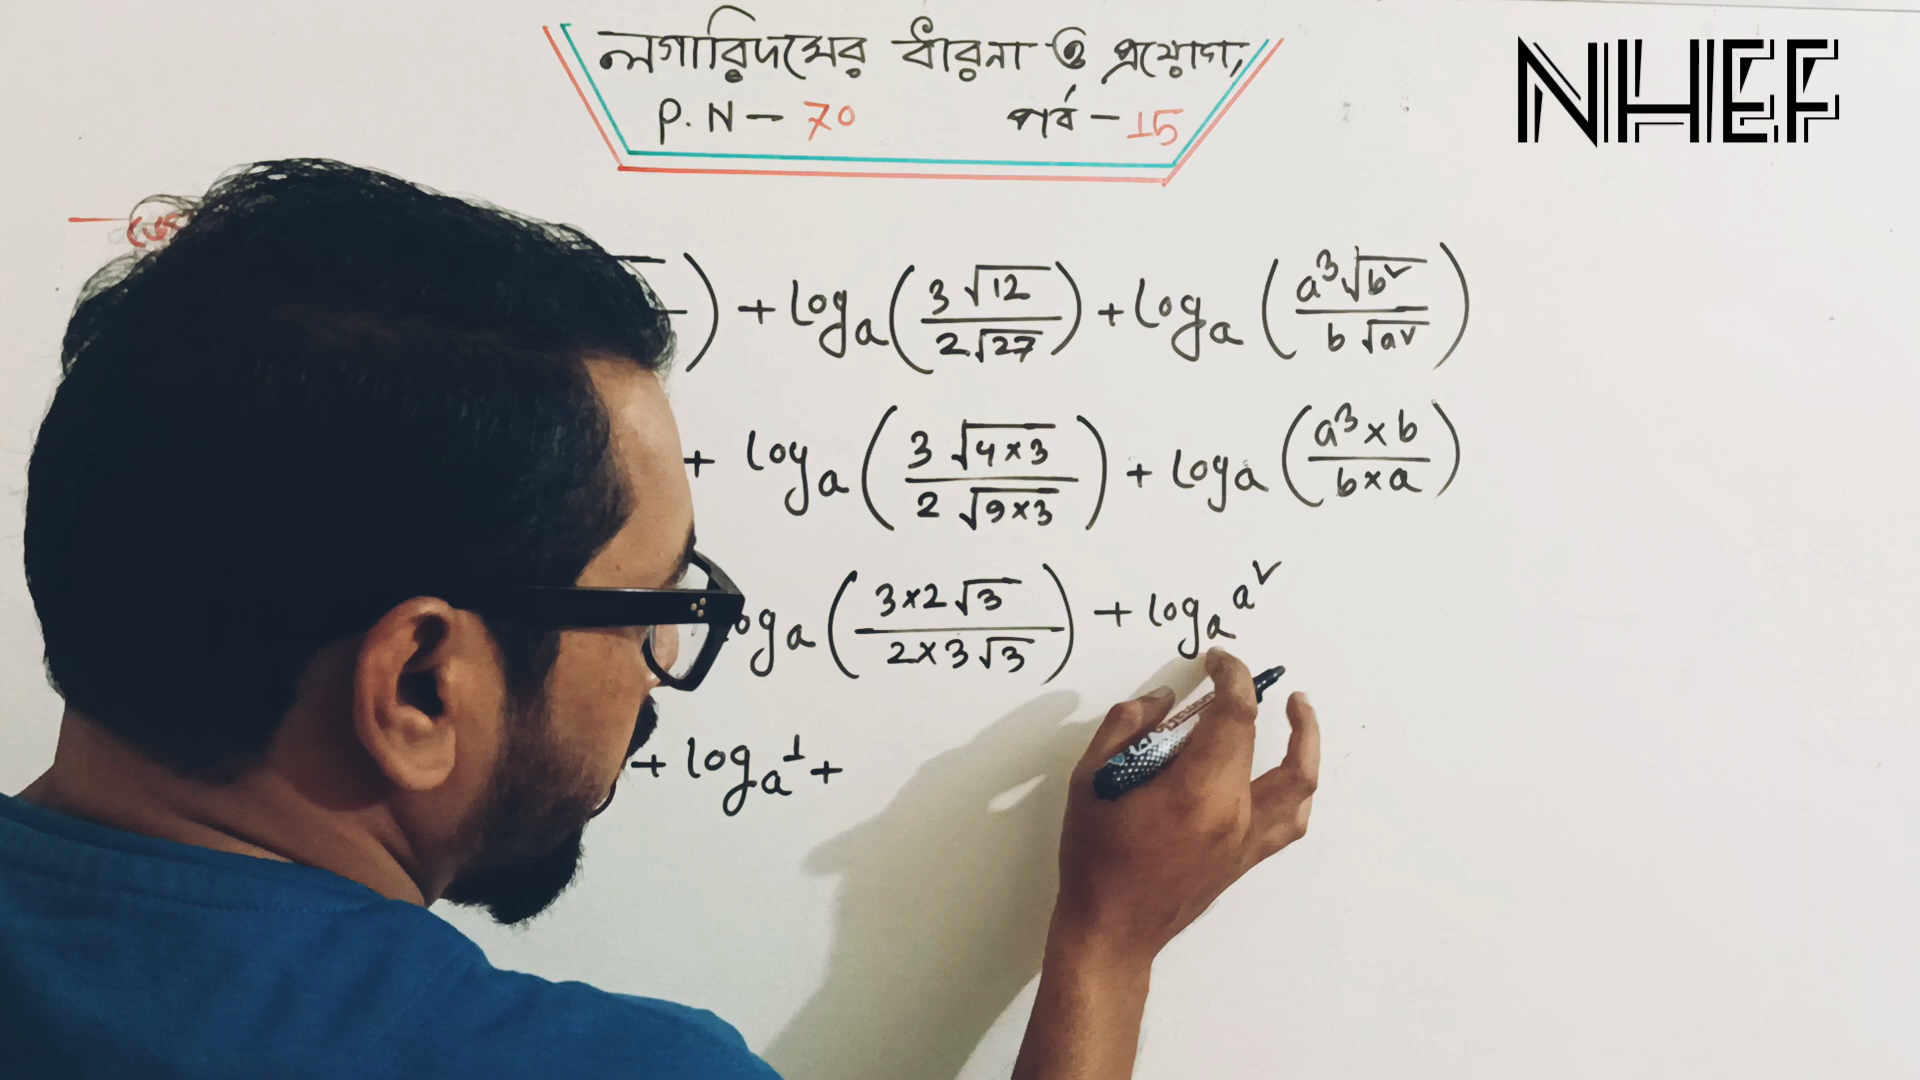 লগারিদমের ধারনা ও প্রয়োগ,
NHEF
P. N - 70 পর্ব - 15
) + log_a (3√12 / 2√27) + log_a (a³√b² / b√a²)
+ log_a (3√4×3 / 2√9×3) + log_a (a³×b / b×a)
og_a (3×2√3 / 2×3√3) + log_a a²
+ log_a 1 +